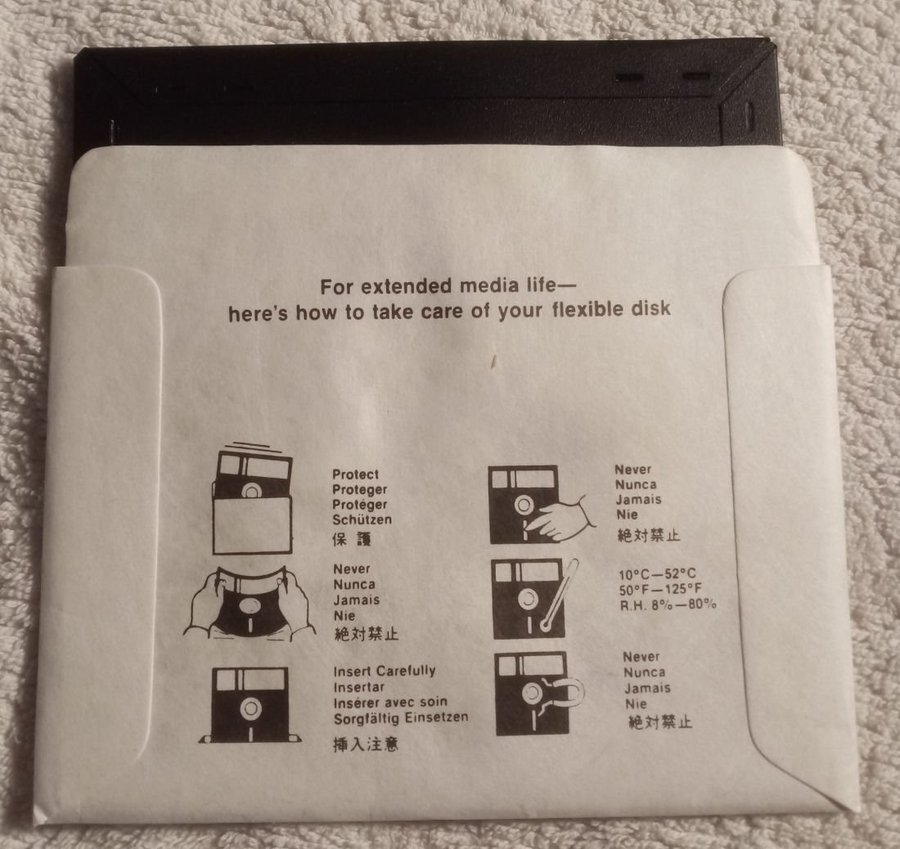 For extended media life—
here's how to take care of your flexible disk
Protect
Proteger
Protéger
Schützen
保護
Never
Nunca
Jamais
Nie
絶対禁止
Insert Carefully
Insertar
Insérer avec soin
Sorgfältig Einsetzen
挿入注意
Never
Nunca
Jamais
Nie
絶対禁止
10°C—52°C
50°F—125°F
R.H. 8%—80%
Never
Nunca
Jamais
Nie
絶対禁止